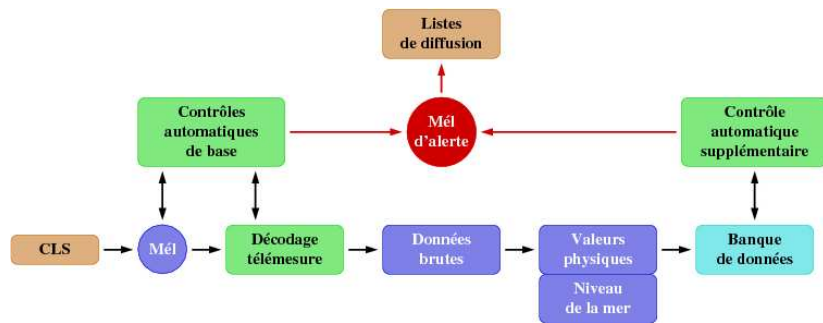 Listes
de diffusion
Contrôles
automatiques
de base
Mél
d'alerte
Contrôle
automatique
supplémentaire
CLS
Mél
Décodage
télémesure
Données
brutes
Valeurs
physiques
Banque
de données
Niveau
de la mer